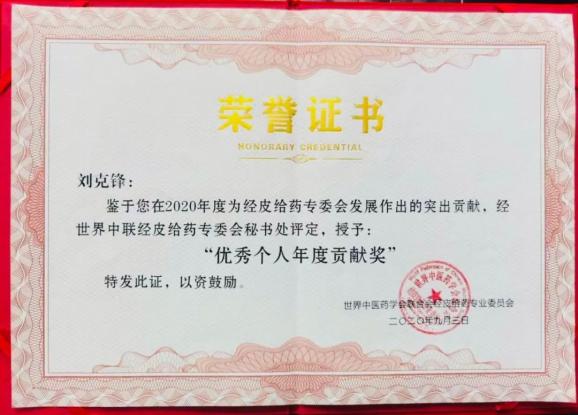 荣誉证书
HONORARY CREDENTIAL
刘克锋:
鉴于您在2020年度为经皮给药专委会发展作出的突出贡献,经
世界中联经皮给药专委会秘书处评定,授予:
“优秀个人年度贡献奖”
特发此证,以资鼓励。
世界中医药学会联合会经皮给药专业委员会
二〇二〇年九月三日